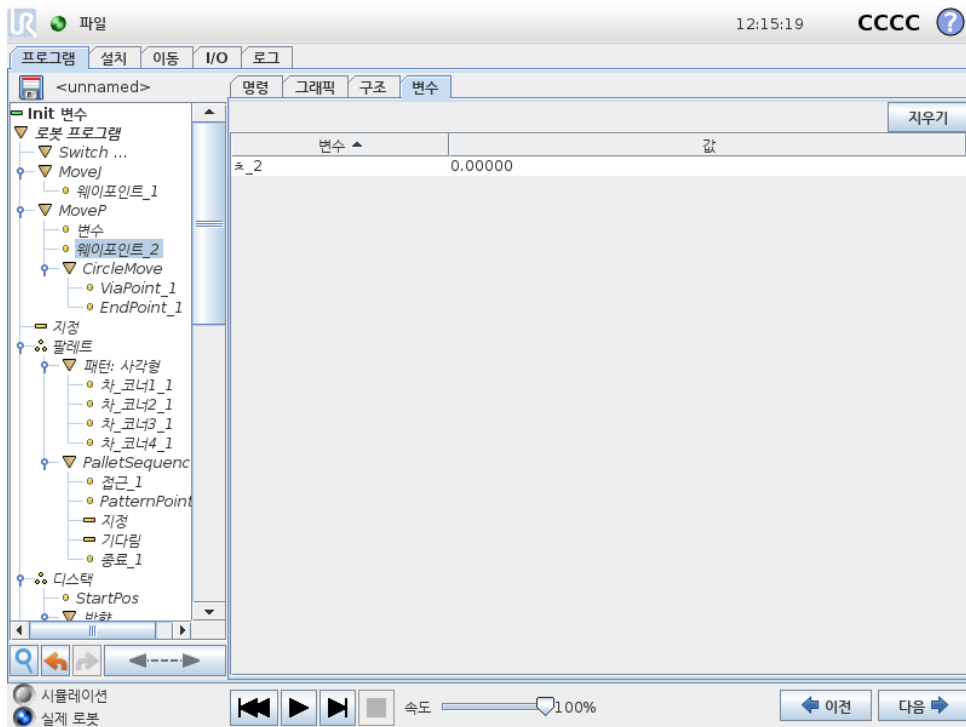 UR 파일 12:15:19 CCCC ?
프로그램 설치 이동 I/O 로그
<unnamed> 명령 그래픽 구조 변수
Init 변수
지우기
로봇 프로그램
변수 값
Switch ...
ㅊ_2 0.00000
MoveJ
웨이포인트_1
MoveP
변수
웨이포인트_2
CircleMove
ViaPoint_1
EndPoint_1
지정
팔레트
패턴: 사각형
차_코너1_1
차_코너2_1
차_코너3_1
차_코너4_1
PalletSequenc
접근_1
PatternPoint
지정
기다림
종료_1
디스택
StartPos
방향
시뮬레이션
실제 로봇
속도 100% 이전 다음